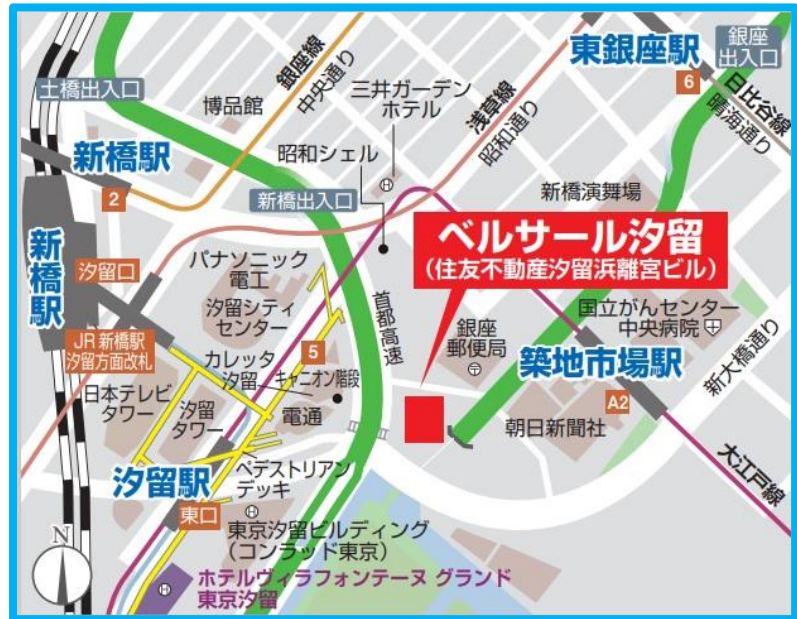 東銀座駅
銀座
出入口
6
日比谷線
晴海通り
土橋出入口
博品館
銀座線
中央通り
三井ガーデン
ホテル
浅草線
昭和通り
新橋駅
2
昭和シェル
新橋出入口
新橋演舞場
新橋駅
汐留口
パナソニック
電工
ベルサール汐留
(住友不動産汐留浜離宮ビル)
汐留シティ
センター
首都高速
銀座
郵便局
〒
国立がんセンター
中央病院
築地市場駅
新大橋通り
JR 新橋駅
汐留方面改札
5
カレッタ
汐留
キャニオン階段
日本テレビ
タワー
汐留
タワー
電通
A2
朝日新聞社
汐留駅
ペデストリアン
デッキ
大江戸線
東口
H
東京汐留ビルディング
(コンラッド東京)
N
H
ホテルヴィラフォンテーヌ グランド
東京汐留
H